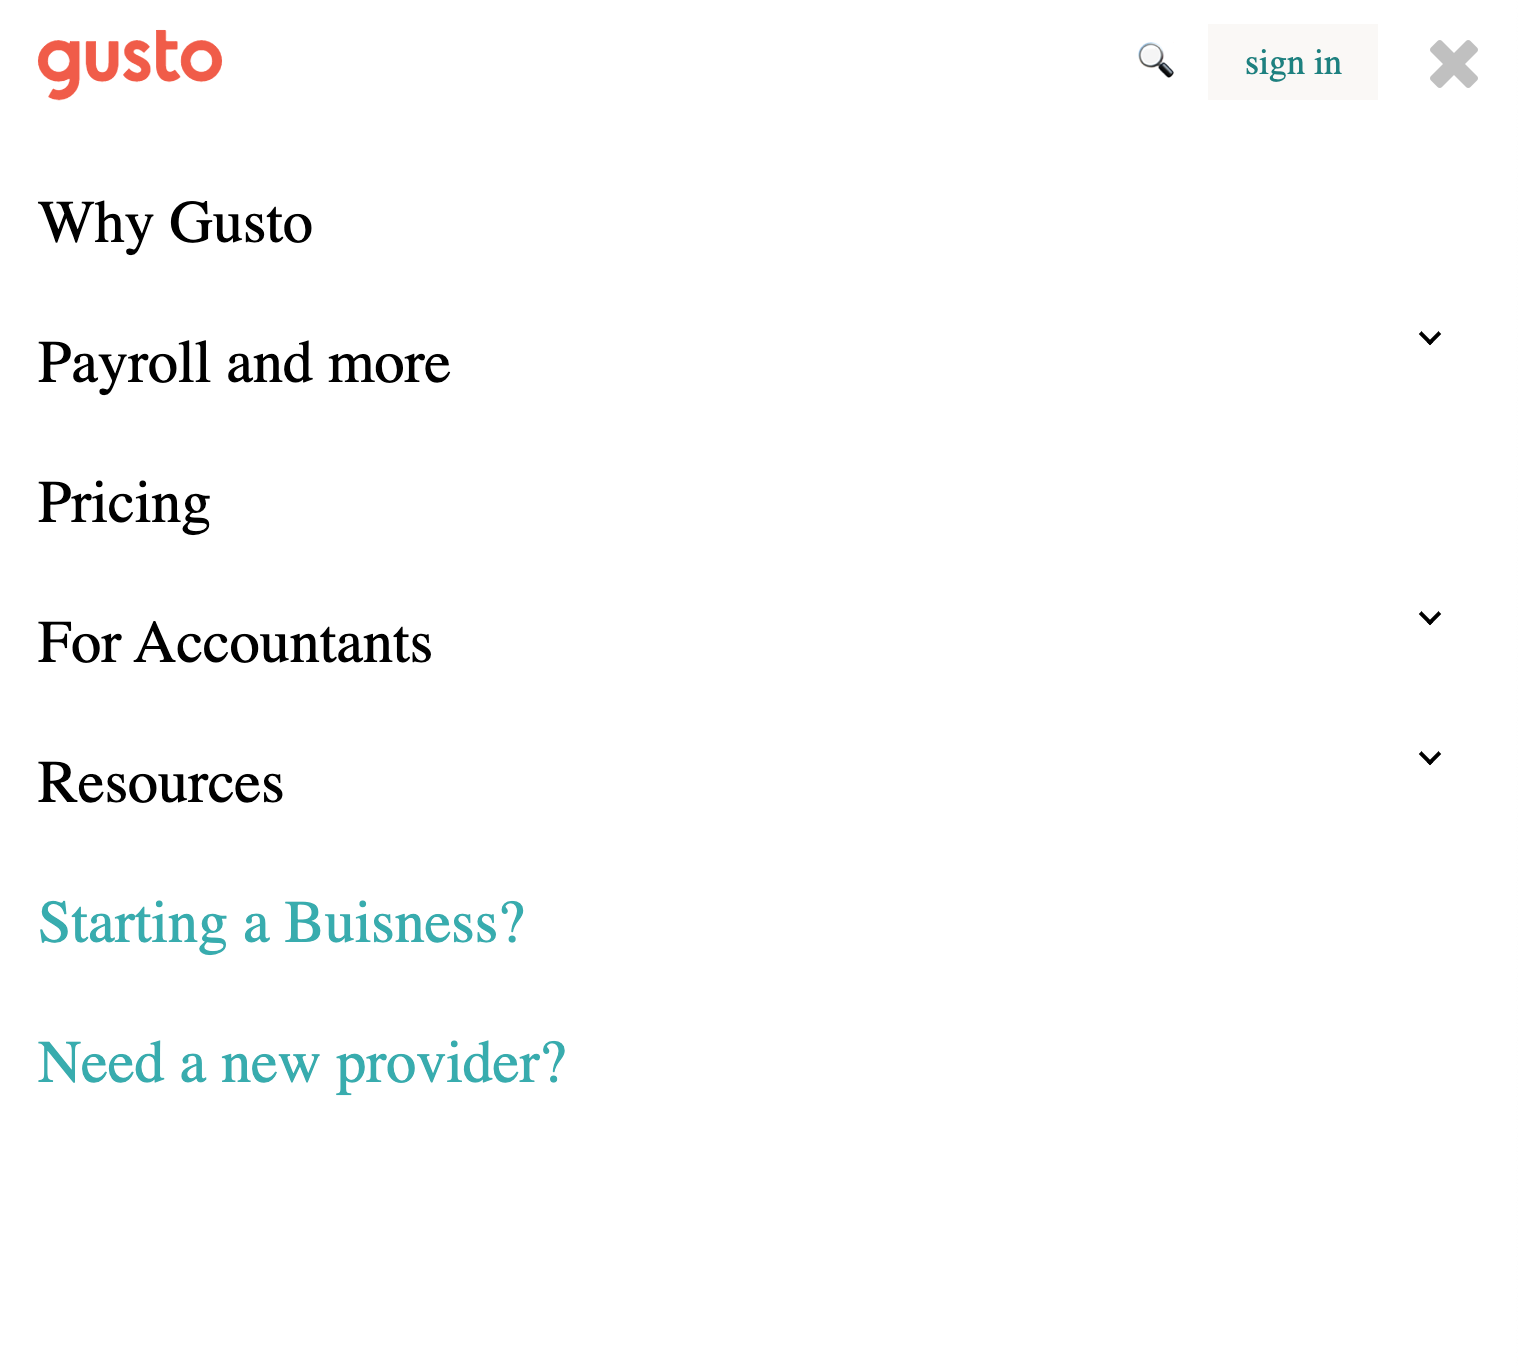 gusto
sign in
Why Gusto
Payroll and more
Pricing
For Accountants
Resources
Starting a Buisness?
Need a new provider?